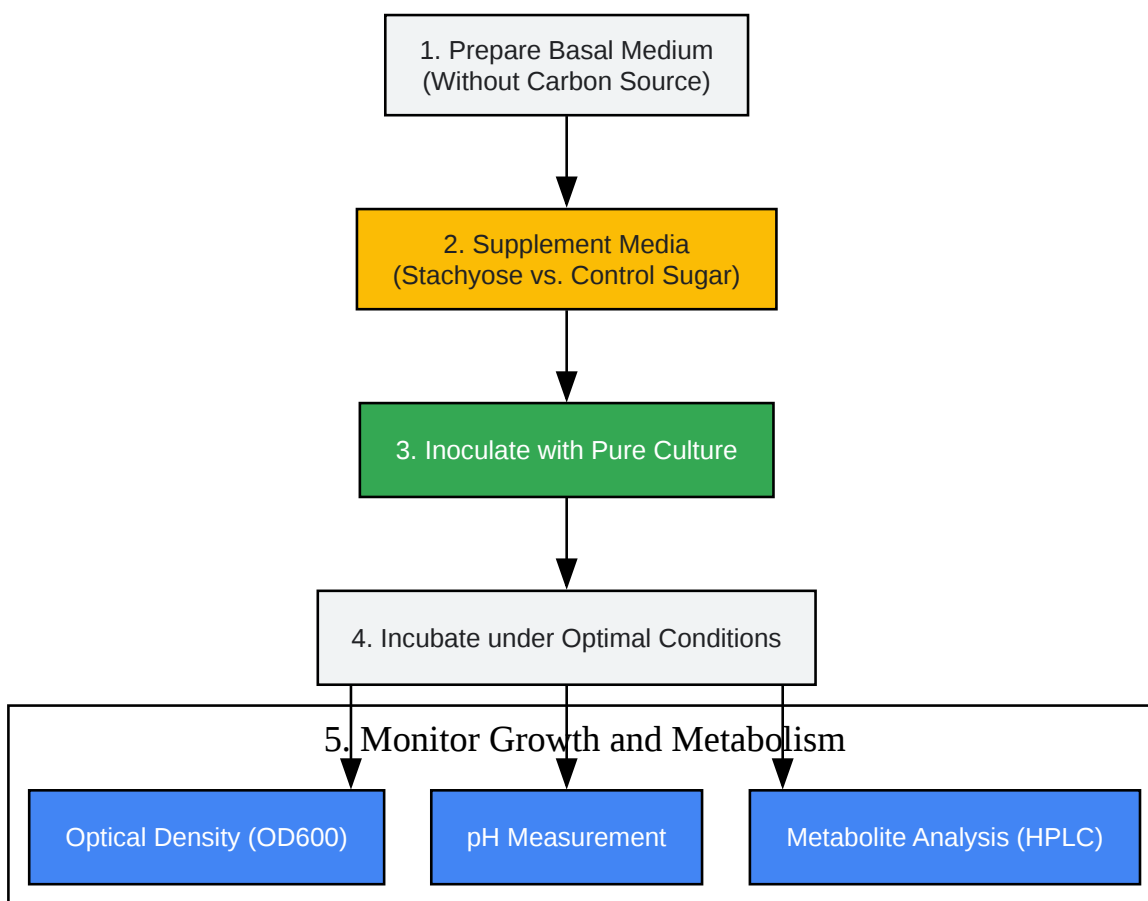 1. Prepare Basal Medium
(Without Carbon Source)
2. Supplement Media
(Stachyose vs. Control Sugar)
3. Inoculate with Pure Culture
4. Incubate under Optimal Conditions
5. Monitor Growth and Metabolism
Optical Density (OD600)
pH Measurement
Metabolite Analysis (HPLC)